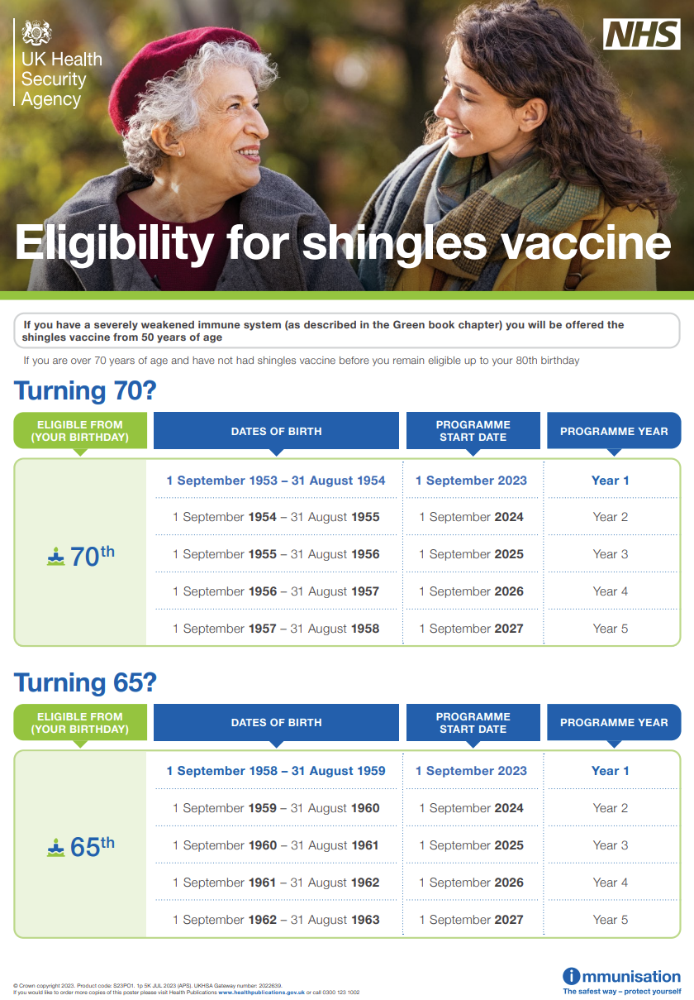 UK Health
Security
Agency
NHS
Eligibility for shingles vaccine
If you have a severely weakened immune system (as described in the Green book chapter) you will be offered the
shingles vaccine from 50 years of age
If you are over 70 years of age and have not had shingles vaccine before you remain eligible up to your 80th birthday
Turning 70?
ELIGIBLE FROM
(YOUR BIRTHDAY)
DATES OF BIRTH
PROGRAMME
START DATE
PROGRAMME YEAR
70th
1 September 1953 – 31 August 1954 1 September 2023 Year 1
1 September 1954 – 31 August 1955 1 September 2024 Year 2
1 September 1955 – 31 August 1956 1 September 2025 Year 3
1 September 1956 – 31 August 1957 1 September 2026 Year 4
1 September 1957 – 31 August 1958 1 September 2027 Year 5
Turning 65?
ELIGIBLE FROM
(YOUR BIRTHDAY)
DATES OF BIRTH
PROGRAMME
START DATE
PROGRAMME YEAR
65th
1 September 1958 – 31 August 1959 1 September 2023 Year 1
1 September 1959 – 31 August 1960 1 September 2024 Year 2
1 September 1960 – 31 August 1961 1 September 2025 Year 3
1 September 1961 – 31 August 1962 1 September 2026 Year 4
1 September 1962 – 31 August 1963 1 September 2027 Year 5
© Crown copyright 2023. Product code: S23PO1. 1p 5K JUL 2023 (APS). UKHSA Gateway number: 2022639.
If you would like to order more copies of this poster please visit Health Publications www.healthpublications.gov.uk or call 0300 123 1002
immunisation
The safest way – protect yourself